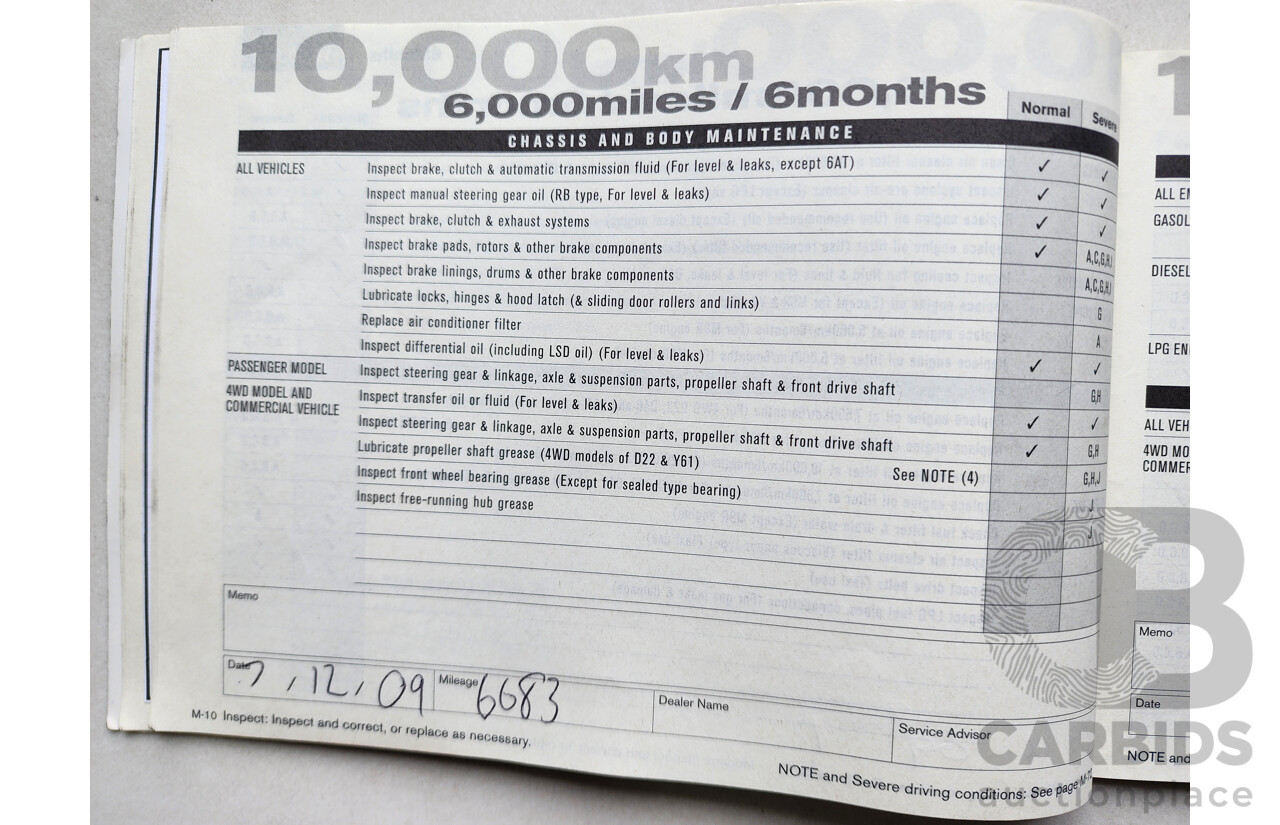 10,000km
6,000miles / 6months
Normal Severe
CHASSIS AND BODY MAINTENANCE
ALL VEHICLES Inspect brake, clutch & automatic transmission fluid (For level & leaks, except 6AT) ✓ ✓
Inspect manual steering gear oil (RB type, For level & leaks) ✓ ✓
Inspect brake, clutch & exhaust systems ✓ ✓
Inspect brake pads, rotors & other brake components ✓ A,C,G,H,J
Inspect brake linings, drums & other brake components A,C,G,H,J
Lubricate locks, hinges & hood latch (& sliding door rollers and links) G
Replace air conditioner filter A
Inspect differential oil (including LSD oil) (For level & leaks) ✓ ✓
PASSENGER MODEL Inspect steering gear & linkage, axle & suspension parts, propeller shaft & front drive shaft G,H
4WD MODEL AND Inspect transfer oil or fluid (For level & leaks) ✓ ✓
COMMERCIAL VEHICLE Inspect steering gear & linkage, axle & suspension parts, propeller shaft & front drive shaft ✓ G,H
Lubricate propeller shaft grease (4WD models of D22 & Y61) See NOTE (4) G,H,J
Inspect front wheel bearing grease (Except for sealed type bearing) J
Inspect free-running hub grease J
Memo
Date 7/12/09 Mileage 6683 Dealer Name Service Advisor
M-10 Inspect: Inspect and correct, or replace as necessary.
NOTE and Severe driving conditions: See page M-
1
ALL
GASOL
DIESEL
LPG EN
ALL VEH
4WD MO
COMMER
Memo
Date
NOTE and
CARBIDS
auctionplace